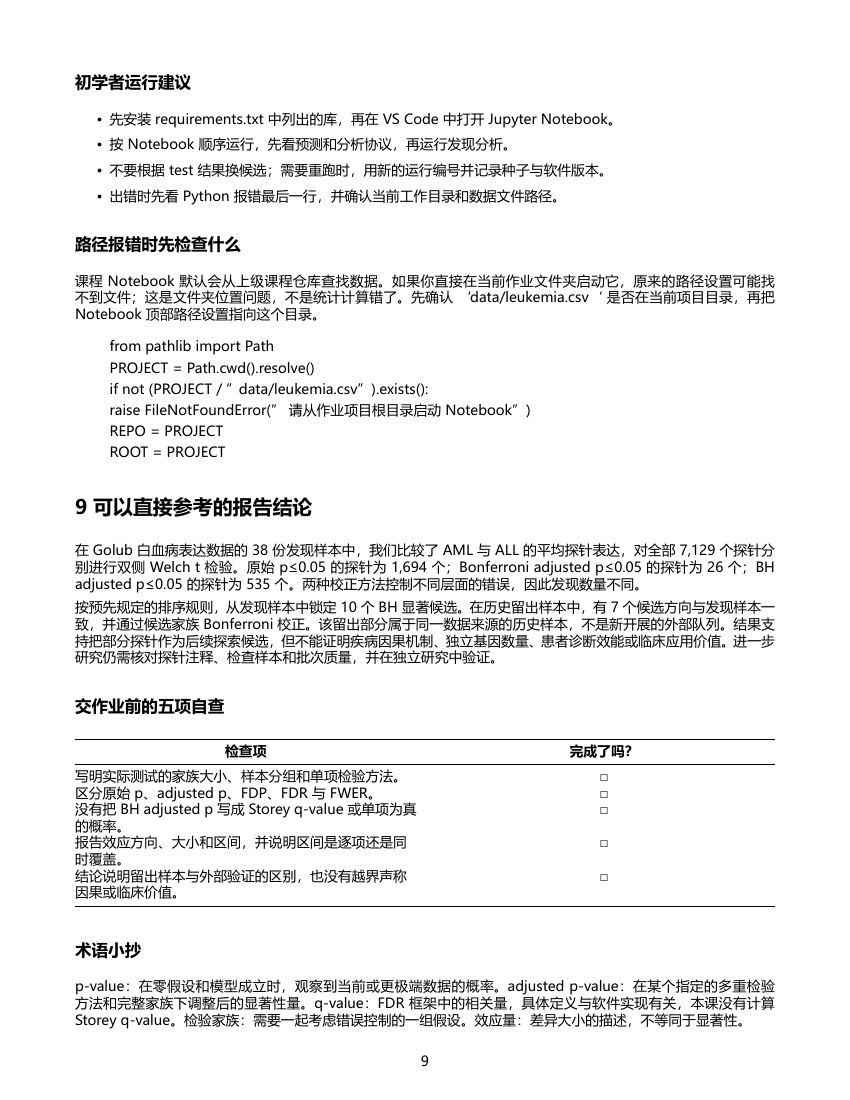 初学者运行建议
• 先安装 requirements.txt 中列出的库，再在 VS Code 中打开 Jupyter Notebook。
• 按 Notebook 顺序运行，先看预测和分析协议，再运行发现分析。
• 不要根据 test 结果换候选；需要重跑时，用新的运行编号并记录种子与软件版本。
• 出错时先看 Python 报错最后一行，并确认当前工作目录和数据文件路径。
路径报错时先检查什么
课程 Notebook 默认会从上级课程仓库查找数据。如果你直接在当前作业文件夹启动它，原来的路径设置可能找
不到文件；这是文件夹位置问题，不是统计计算错了。先确认 ‘data/leukemia.csv‘ 是否在当前项目目录，再把
Notebook 顶部路径设置指向这个目录。
from pathlib import Path
PROJECT = Path.cwd().resolve()
if not (PROJECT / ”data/leukemia.csv”).exists():
raise FileNotFoundError(”请从作业项目根目录启动 Notebook”)
REPO = PROJECT
ROOT = PROJECT
9 可以直接参考的报告结论
在 Golub 白血病表达数据的 38 份发现样本中，我们比较了 AML 与 ALL 的平均探针表达，对全部 7,129 个探针分
别进行双侧 Welch t 检验。原始 p≤0.05 的探针为 1,694 个；Bonferroni adjusted p≤0.05 的探针为 26 个；BH
adjusted p≤0.05 的探针为 535 个。两种校正方法控制不同层面的错误，因此发现数量不同。
按预先规定的排序规则，从发现样本中锁定 10 个 BH 显著候选。在历史留出样本中，有 7 个候选方向与发现样本一
致，并通过候选家族 Bonferroni 校正。该留出部分属于同一数据来源的历史样本，不是新开展的外部队列。结果支
持把部分探针作为后续探索候选，但不能证明疾病因果机制、独立基因数量、患者诊断效能或临床应用价值。进一步
研究仍需核对探针注释、检查样本和批次质量，并在独立研究中验证。
交作业前的五项自查
检查项 完成了吗？
写明实际测试的家族大小、样本分组和单项检验方法。 □
区分原始 p、adjusted p、FDP、FDR 与 FWER。 □
没有把 BH adjusted p 写成 Storey q-value 或单项为真 □
的概率。
报告效应方向、大小和区间，并说明区间是逐项还是同 □
时覆盖。
结论说明留出样本与外部验证的区别，也没有越界声称 □
因果或临床价值。
术语小抄
p-value：在零假设和模型成立时，观察到当前或更极端数据的概率。adjusted p-value：在某个指定的多重检验
方法和完整家族下调整后的显著性量。q-value：FDR 框架中的相关量，具体定义与软件实现有关，本课没有计算
Storey q-value。检验家族：需要一起考虑错误控制的一组假设。效应量：差异大小的描述，不等同于显著性。
9